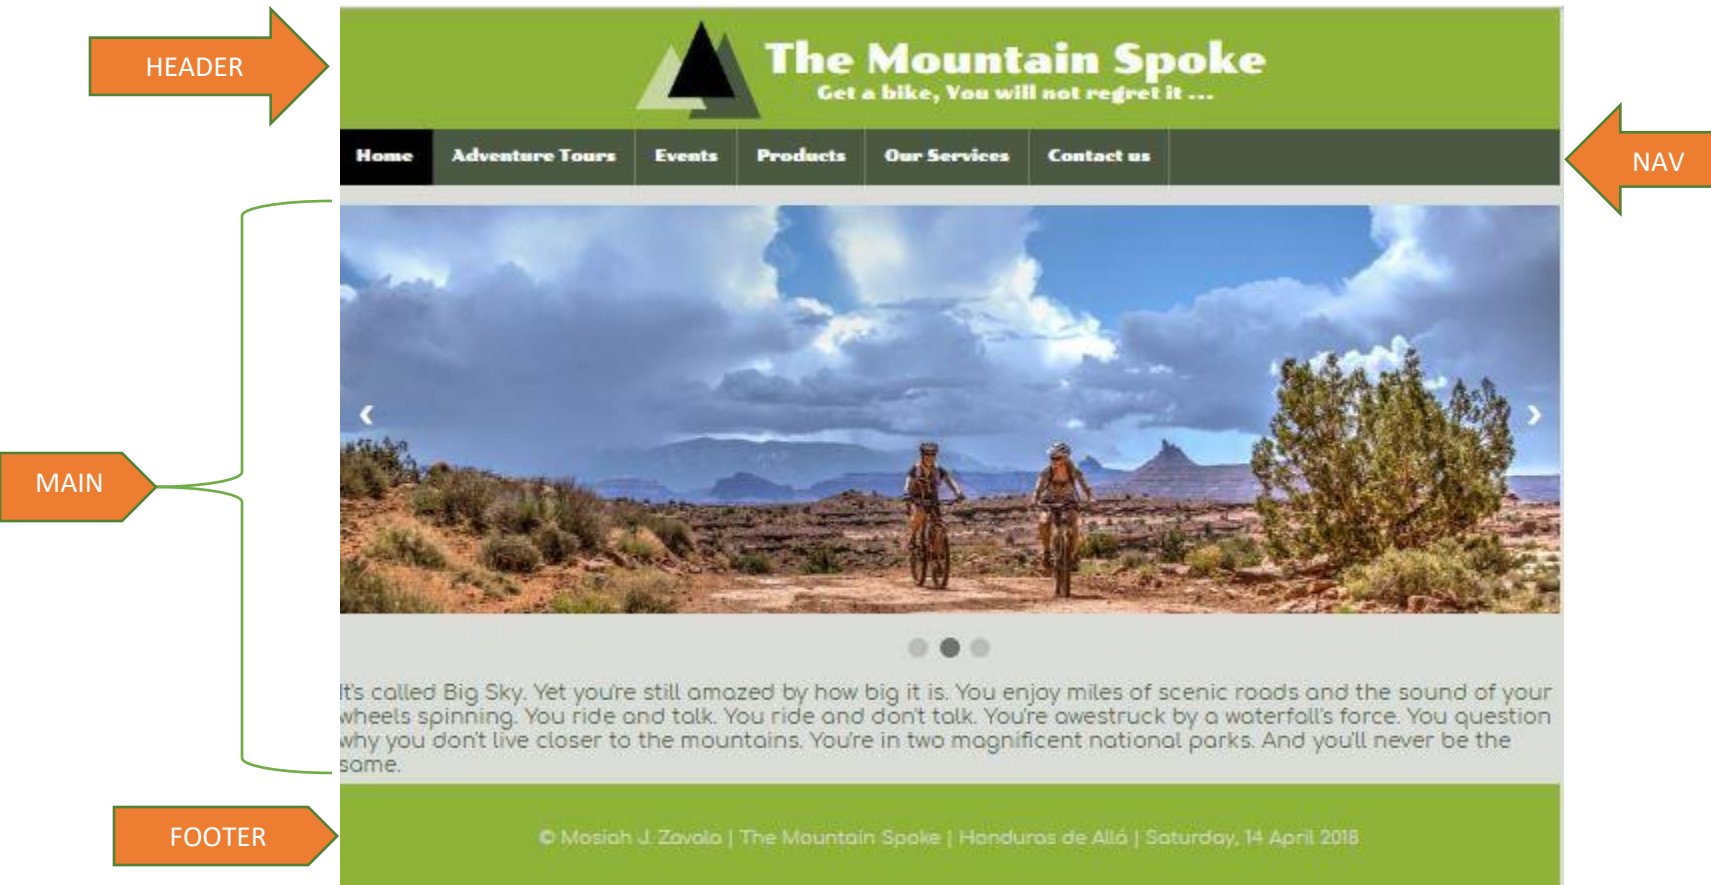 HEADER
The Mountain Spoke
Get a bike, You will not regret it ...
Home Adventure Tours Events Products Our Services Contact us
NAV
MAIN
It's called Big Sky. Yet you're still amazed by how big it is. You enjoy miles of scenic roads and the sound of your
wheels spinning. You ride and talk. You ride and don't talk. You're awestruck by a waterfall's force. You question
why you don't live closer to the mountains. You're in two magnificent national parks. And you'll never be the
same.
FOOTER
© Mosiah J. Zavala | The Mountain Spoke | Honduras de Allá | Saturday, 14 April 2018